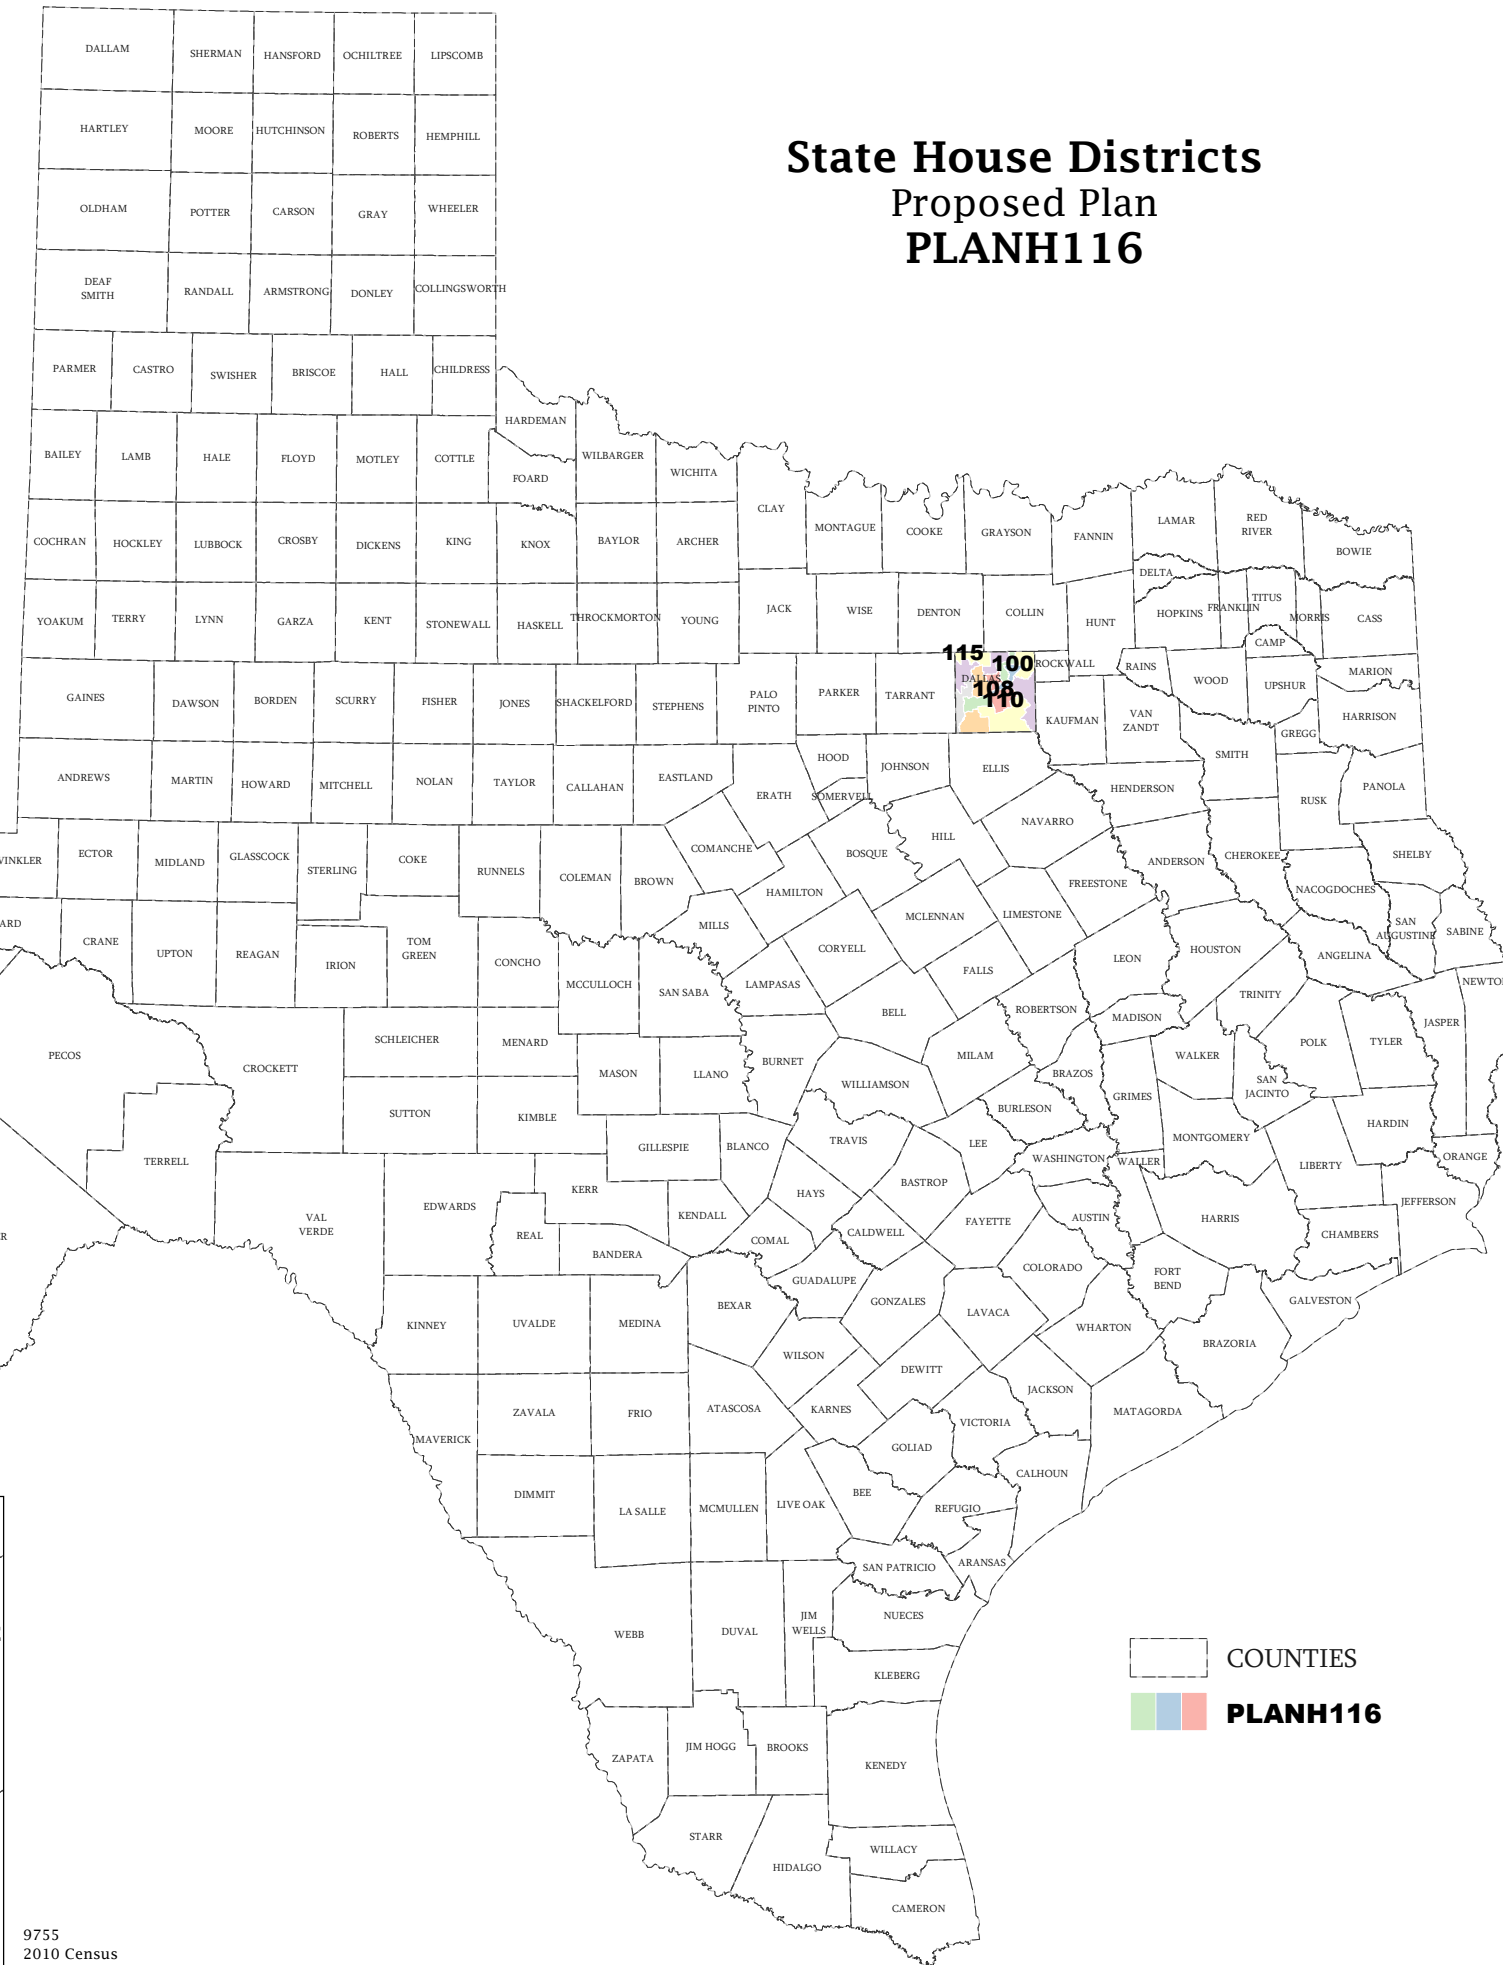 State House Districts
Proposed Plan
PLANH116
DALLAM
SHERMAN
HANSFORD
OCHILTREE
LIPSCOMB
HARTLEY
MOORE
HUTCHINSON
ROBERTS
HEMPHILL
OLDHAM
POTTER
CARSON
GRAY
WHEELER
DEAF
SMITH
RANDALL
ARMSTRONG
DONLEY
COLLINGSWORTH
PARMER
CASTRO
SWISHER
BRISCOE
HALL
CHILDRESS
HARDEMAN
BAILEY
LAMB
HALE
FLOYD
MOTLEY
COTTLE
FOARD
WILBARGER
WICHITA
CLAY
MONTAGUE
COOKE
GRAYSON
FANNIN
LAMAR
RED
RIVER
BOWIE
COCHRAN
HOCKLEY
LUBBOCK
CROSBY
DICKENS
KING
KNOX
BAYLOR
ARCHER
DELTA
YOAKUM
TERRY
LYNN
GARZA
KENT
STONEWALL
HASKELL
THROCKMORTON
YOUNG
JACK
WISE
DENTON
COLLIN
HUNT
HOPKINS
FRANKLIN
TITUS
MORRIS
CASS
CAMP
115
100
ROCKWALL
RAINS
WOOD
UPSHUR
MARION
GAINES
DAWSON
BORDEN
SCURRY
FISHER
JONES
SHACKELFORD
STEPHENS
PALO
PINTO
PARKER
TARRANT
DALLAS
108
110
KAUFMAN
VAN
ZANDT
HARRISON
GREGG
SMITH
ANDREWS
MARTIN
HOWARD
MITCHELL
NOLAN
TAYLOR
CALLAHAN
EASTLAND
ERATH
HOOD
SOMERVELL
JOHNSON
ELLIS
HENDERSON
RUSK
PANOLA
NAVARRO
HILL
BOSQUE
COMANCHE
WINKLER
ECTOR
MIDLAND
GLASSCOCK
STERLING
COKE
RUNNELS
COLEMAN
BROWN
HAMILTON
FREESTONE
ANDERSON
CHEROKEE
NACOGDOCHES
SHELBY
ARD
CRANE
UPTON
REAGAN
IRION
TOM
GREEN
CONCHO
MILLS
CORYELL
MCLENNAN
LIMESTONE
HOUSTON
SAN
AUGUSTINE
SABINE
ANGELINA
MCCULLOCH
SAN SABA
LAMPASAS
FALLS
LEON
TRINITY
NEWTO
BELL
ROBERTSON
MADISON
JASPER
PECOS
CROCKETT
SCHLEICHER
MENARD
MASON
LLANO
BURNET
WILLIAMSON
MILAM
BRAZOS
WALKER
SAN
JACINTO
POLK
TYLER
SUTTON
KIMBLE
GRIMES
BURLESON
HARDIN
TERRELL
GILLESPIE
BLANCO
TRAVIS
LEE
WASHINGTON
WALLER
MONTGOMERY
LIBERTY
ORANGE
JEFFERSON
VAL
VERDE
EDWARDS
KERR
REAL
BANDERA
KENDALL
HAYS
BASTROP
CALDWELL
FAYETTE
AUSTIN
HARRIS
CHAMBERS
R
COMAL
GUADALUPE
COLORADO
FORT
BEND
GALVESTON
KINNEY
UVALDE
MEDINA
BEXAR
GONZALES
LAVACA
WHARTON
BRAZORIA
WILSON
DEWITT
JACKSON
MATAGORDA
MAVERICK
ZAVALA
FRIO
ATASCOSA
KARNES
VICTORIA
GOLIAD
CALHOUN
DIMMIT
LA SALLE
MCMULLEN
LIVE OAK
BEE
REFUGIO
SAN PATRICIO
ARANSAS
WEBB
DUVAL
JIM
WELLS
NUECES
KLEBERG
ZAPATA
JIM HOGG
BROOKS
KENEDY
STARR
HIDALGO
WILLACY
CAMERON
COUNTIES
PLANH116
9755
2010 Census